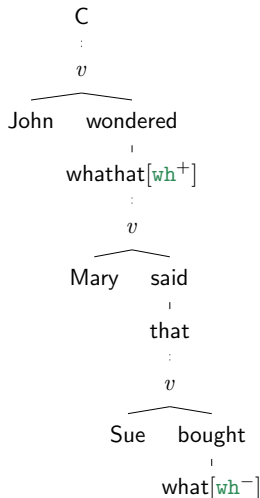 C
:
v
John wondered
whathat[wh⁺]
:
v
Mary said
that
:
v
Sue bought
what[wh⁻]